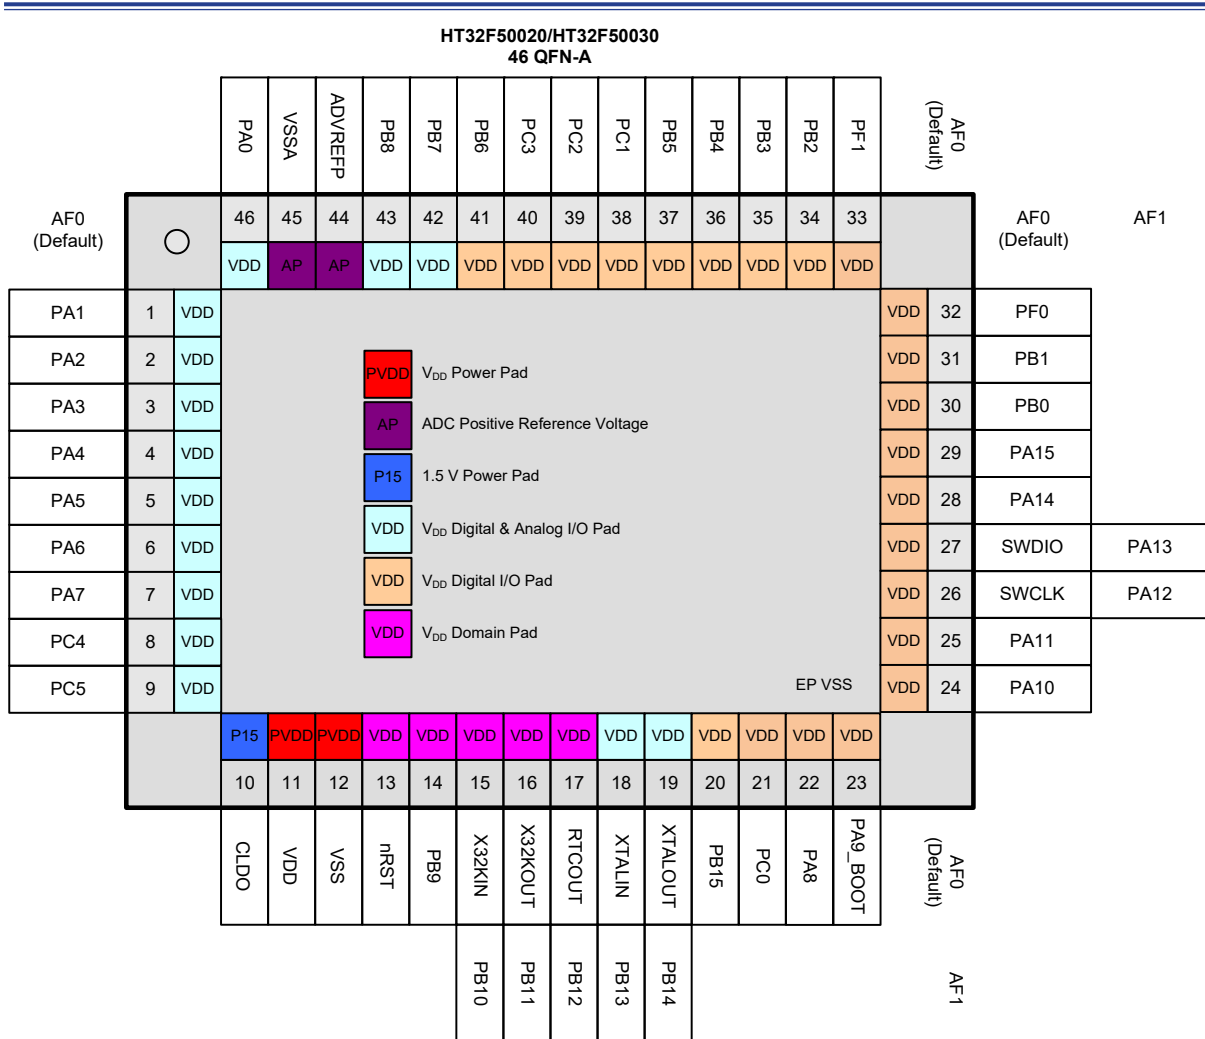 HT32F50020/HT32F50030
46 QFN-A
PA0 VSSA ADVREFP PB8 PB7 PB6 PC3 PC2 PC1 PB5 PB4 PB3 PB2 PF1 AF0 (Default)
AF0 (Default) 46 45 44 43 42 41 40 39 38 37 36 35 34 33 AF0 (Default) AF1
VDD AP AP VDD VDD VDD VDD VDD VDD VDD VDD VDD VDD VDD
PA1 1 VDD VDD 32 PF0
PA2 2 VDD VDD 31 PB1
PVDD VDD Power Pad
PA3 3 VDD VDD 30 PB0
AP ADC Positive Reference Voltage
PA4 4 VDD VDD 29 PA15
P15 1.5 V Power Pad
PA5 5 VDD VDD 28 PA14
VDD VDD Digital & Analog I/O Pad
PA6 6 VDD VDD 27 SWDIO PA13
VDD VDD Digital I/O Pad
PA7 7 VDD VDD 26 SWCLK PA12
VDD VDD Domain Pad
PC4 8 VDD VDD 25 PA11
PC5 9 VDD EP VSS VDD 24 PA10
P15 PVDD PVDD VDD VDD VDD VDD VDD VDD VDD VDD VDD VDD VDD
10 11 12 13 14 15 16 17 18 19 20 21 22 23
CLDO VDD VSS nRST PB9 X32KIN X32KOUT RTCOUT XTALIN XTALOUT PB15 PC0 PA8 PA9_BOOT AF0 (Default)
PB10 PB11 PB12 PB13 PB14 AF1